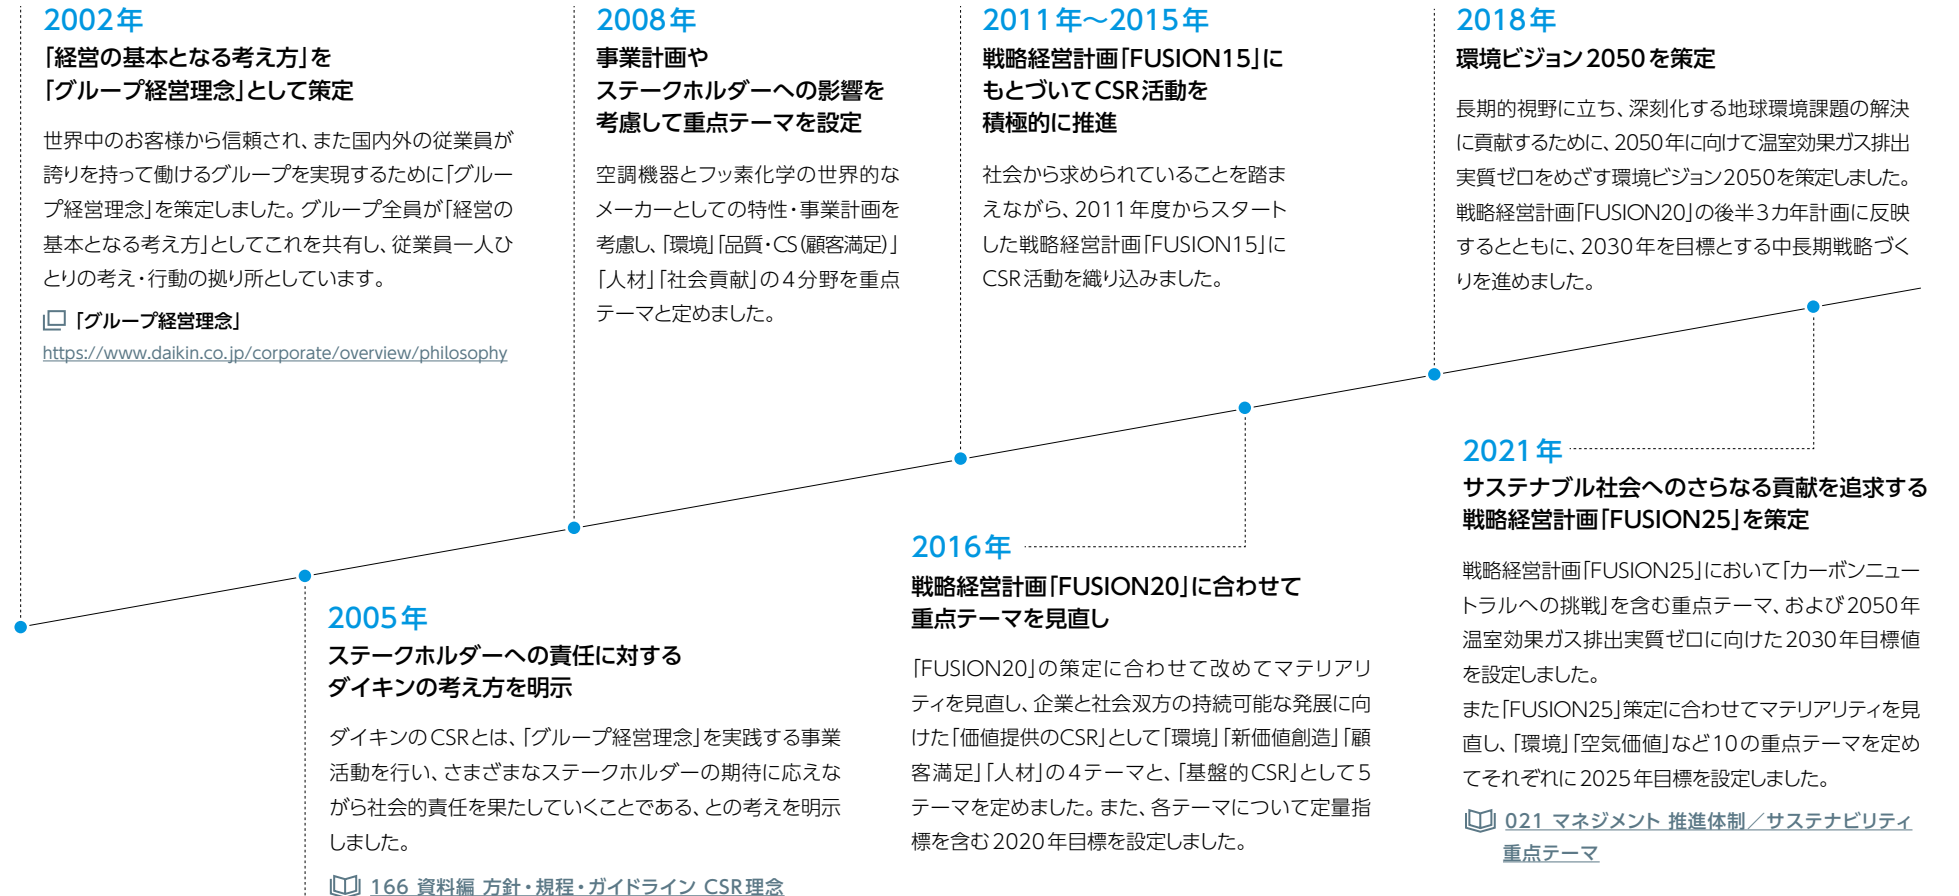 2002年
「経営の基本となる考え方」を
「グループ経営理念」として策定
世界中のお客様から信頼され、また国内外の従業員が
誇りを持って働けるグループを実現するために「グルー
プ経営理念」を策定しました。グループ全員が「経営の
基本となる考え方」としてこれを共有し、従業員一人ひ
とりの考え・行動の拠り所としています。
「グループ経営理念」
https://www.daikin.co.jp/corporate/overview/philosophy
2005年
ステークホルダーへの責任に対する
ダイキンの考え方を明示
ダイキンのCSRとは、「グループ経営理念」を実践する事業
活動を行い、さまざまなステークホルダーの期待に応えな
がら社会的責任を果たしていくことである、との考えを明示
しました。
166 資料編 方針・規程・ガイドライン CSR理念
2008年
事業計画や
ステークホルダーへの影響を
考慮して重点テーマを設定
空調機器とフッ素化学の世界的な
メーカーとしての特性・事業計画を
考慮し、「環境」「品質・CS（顧客満足）」
「人材」「社会貢献」の4分野を重点
テーマと定めました。
2011年～2015年
戦略経営計画「FUSION15」に
もとづいてCSR活動を
積極的に推進
社会から求められていることを踏ま
えながら、2011年度からスタート
した戦略経営計画「FUSION15」に
CSR活動を織り込みました。
2016年
戦略経営計画「FUSION20」に合わせて
重点テーマを見直し
「FUSION20」の策定に合わせて改めてマテリアリ
ティを見直し、企業と社会双方の持続可能な発展に向
けた「価値提供のCSR」として「環境」「新価値創造」「顧
客満足」「人材」の4テーマと、「基盤的CSR」として5
テーマを定めました。また、各テーマについて定量指
標を含む2020年目標を設定しました。
2018年
環境ビジョン2050を策定
長期的視野に立ち、深刻化する地球環境課題の解決
に貢献するために、2050年に向けて温室効果ガス排出
実質ゼロをめざす環境ビジョン2050を策定しました。
戦略経営計画「FUSION20」の後半3カ年計画に反映
するとともに、2030年を目標とする中長期戦略づく
りを進めました。
2021年
サステナブル社会へのさらなる貢献を追求する
戦略経営計画「FUSION25」を策定
戦略経営計画「FUSION25」において「カーボンニュー
トラルへの挑戦」を含む重点テーマ、および2050年
温室効果ガス排出実質ゼロに向けた2030年目標値
を設定しました。
また「FUSION25」策定に合わせてマテリアリティを見
直し、「環境」「空気価値」など10の重点テーマを定め
てそれぞれに2025年目標を設定しました。
021 マネジメント 推進体制／サステナビリティ
重点テーマ